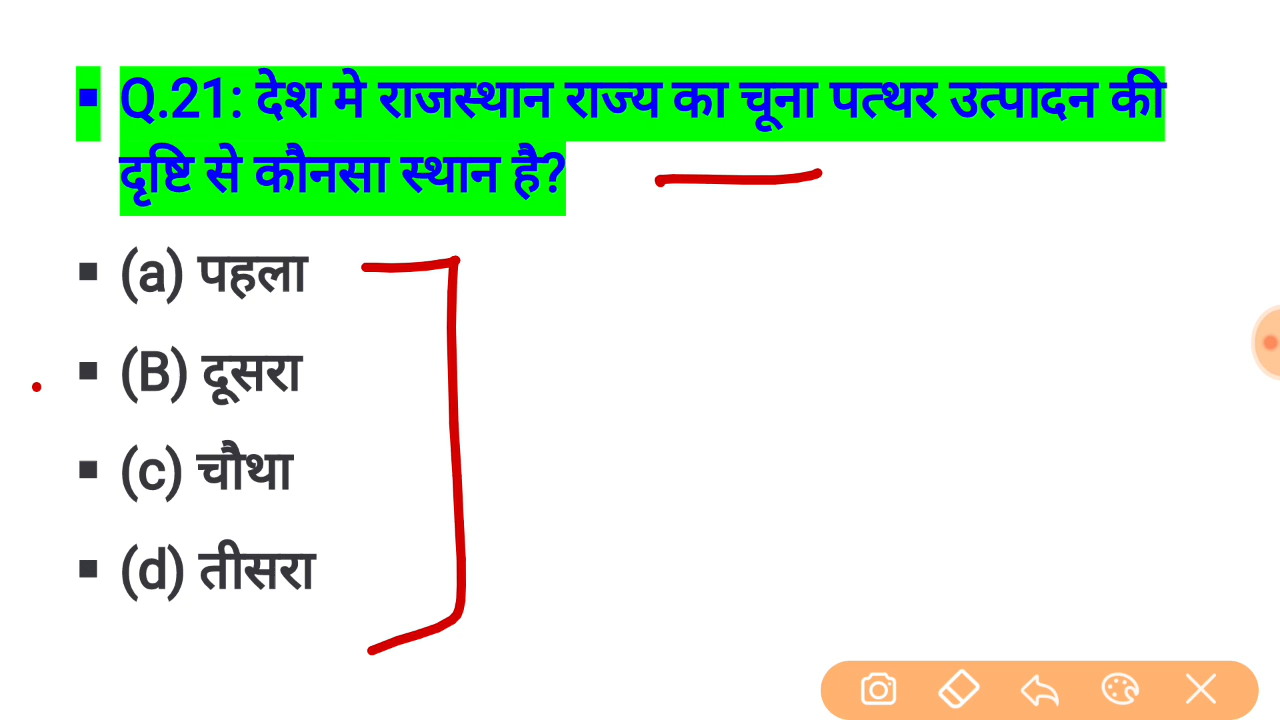 ▪ Q.21: देश मे राजस्थान राज्य का चूना पत्थर उत्पादन की
दृष्टि से कौनसा स्थान है?
▪ (a) पहला
▪ (B) दूसरा
▪ (c) चौथा
▪ (d) तीसरा